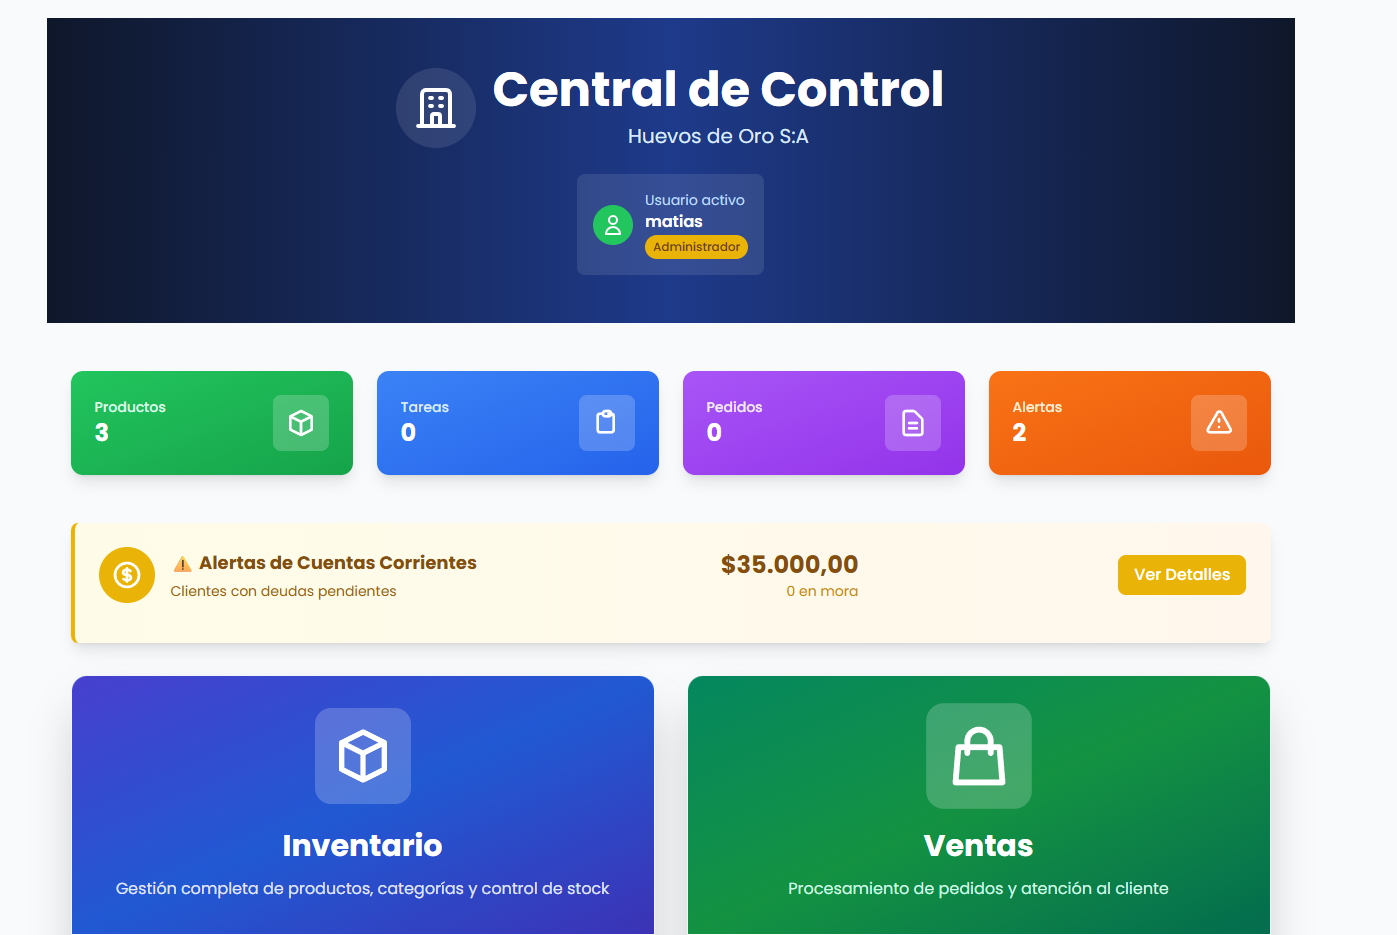 Central de Control
Huevos de Oro S:A
Usuario activo
matias
Administrador
Productos
3
Tareas
0
Pedidos
0
Alertas
2
⚠️ Alertas de Cuentas Corrientes
Clientes con deudas pendientes
$35.000,00
0 en mora
Ver Detalles
Inventario
Gestión completa de productos, categorías y control de stock
Ventas
Procesamiento de pedidos y atención al cliente